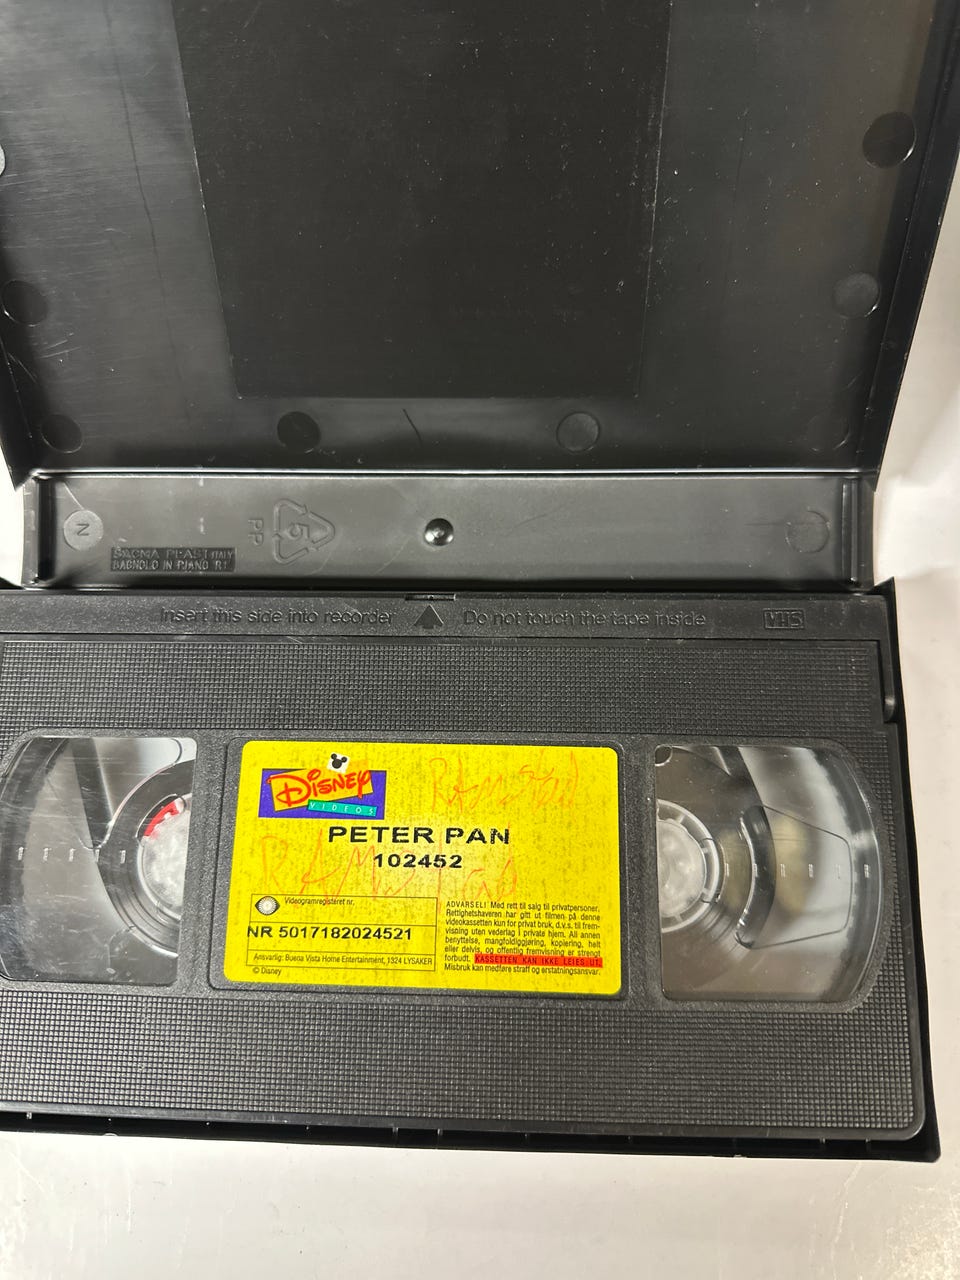 N
5
PP
SAGMA PLAST ITALY
BAGNOLO IN PIANO R.E.
Insert this side into recorder
Do not touch the tape inside
VHS
Disney
VIDEOS
PETER PAN
102452
Videogramregisteret nr.
NR 5017182024521
Ansvarlig: Buena Vista Home Entertainment, 1324 LYSAKER
© Disney
ADVARSEL! Med rett til salg til privatpersoner.
Rettighetshaveren har gitt ut filmen på denne
videokassetten kun for privat bruk, d.v.s. til frem-
visning uten vederlag i private hjem. All annen
benyttelse, mangfoldiggjøring, kopiering, helt
eller delvis, og offentlig fremvisning er strengt
forbudt. KASSETTEN KAN IKKE LEIES UT.
Misbruk kan medføre straff og erstatningsansvar.